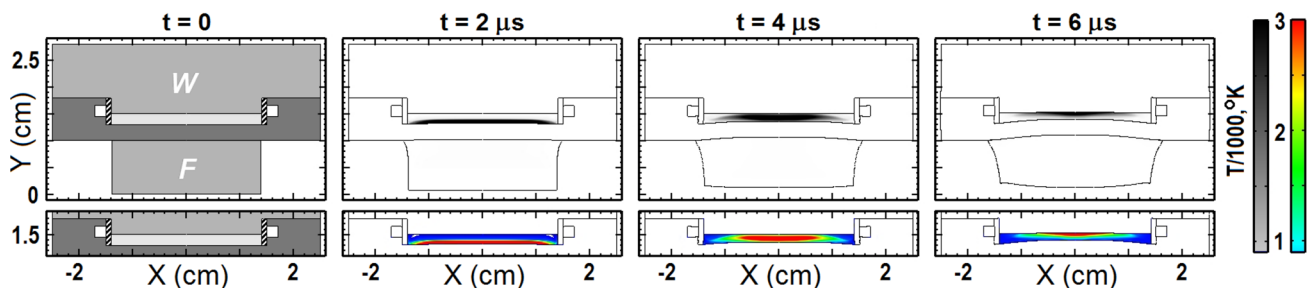 t = 0
t = 2 μs
t = 4 μs
t = 6 μs
2.5
W
Y (cm)
F
0
1.5
-2 X (cm) 2
-2 X (cm) 2
-2 X (cm) 2
-2 X (cm) 2
3
2
1
T/1000,°K